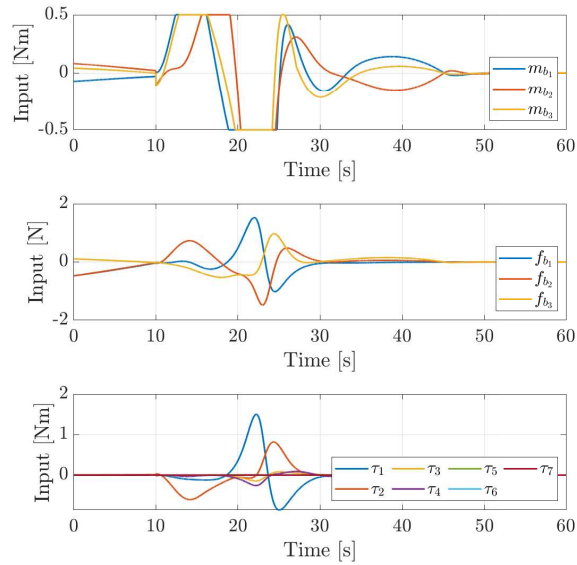 0.5
0
-0.5
Input [Nm]
m_{b_1}
m_{b_2}
m_{b_3}
0 10 20 30 40 50 60
Time [s]
2
0
-2
Input [N]
f_{b_1}
f_{b_2}
f_{b_3}
0 10 20 30 40 50 60
Time [s]
2
1
0
Input [Nm]
τ_1 τ_3 τ_5 τ_7
τ_2 τ_4 τ_6
0 10 20 30 40 50 60
Time [s]